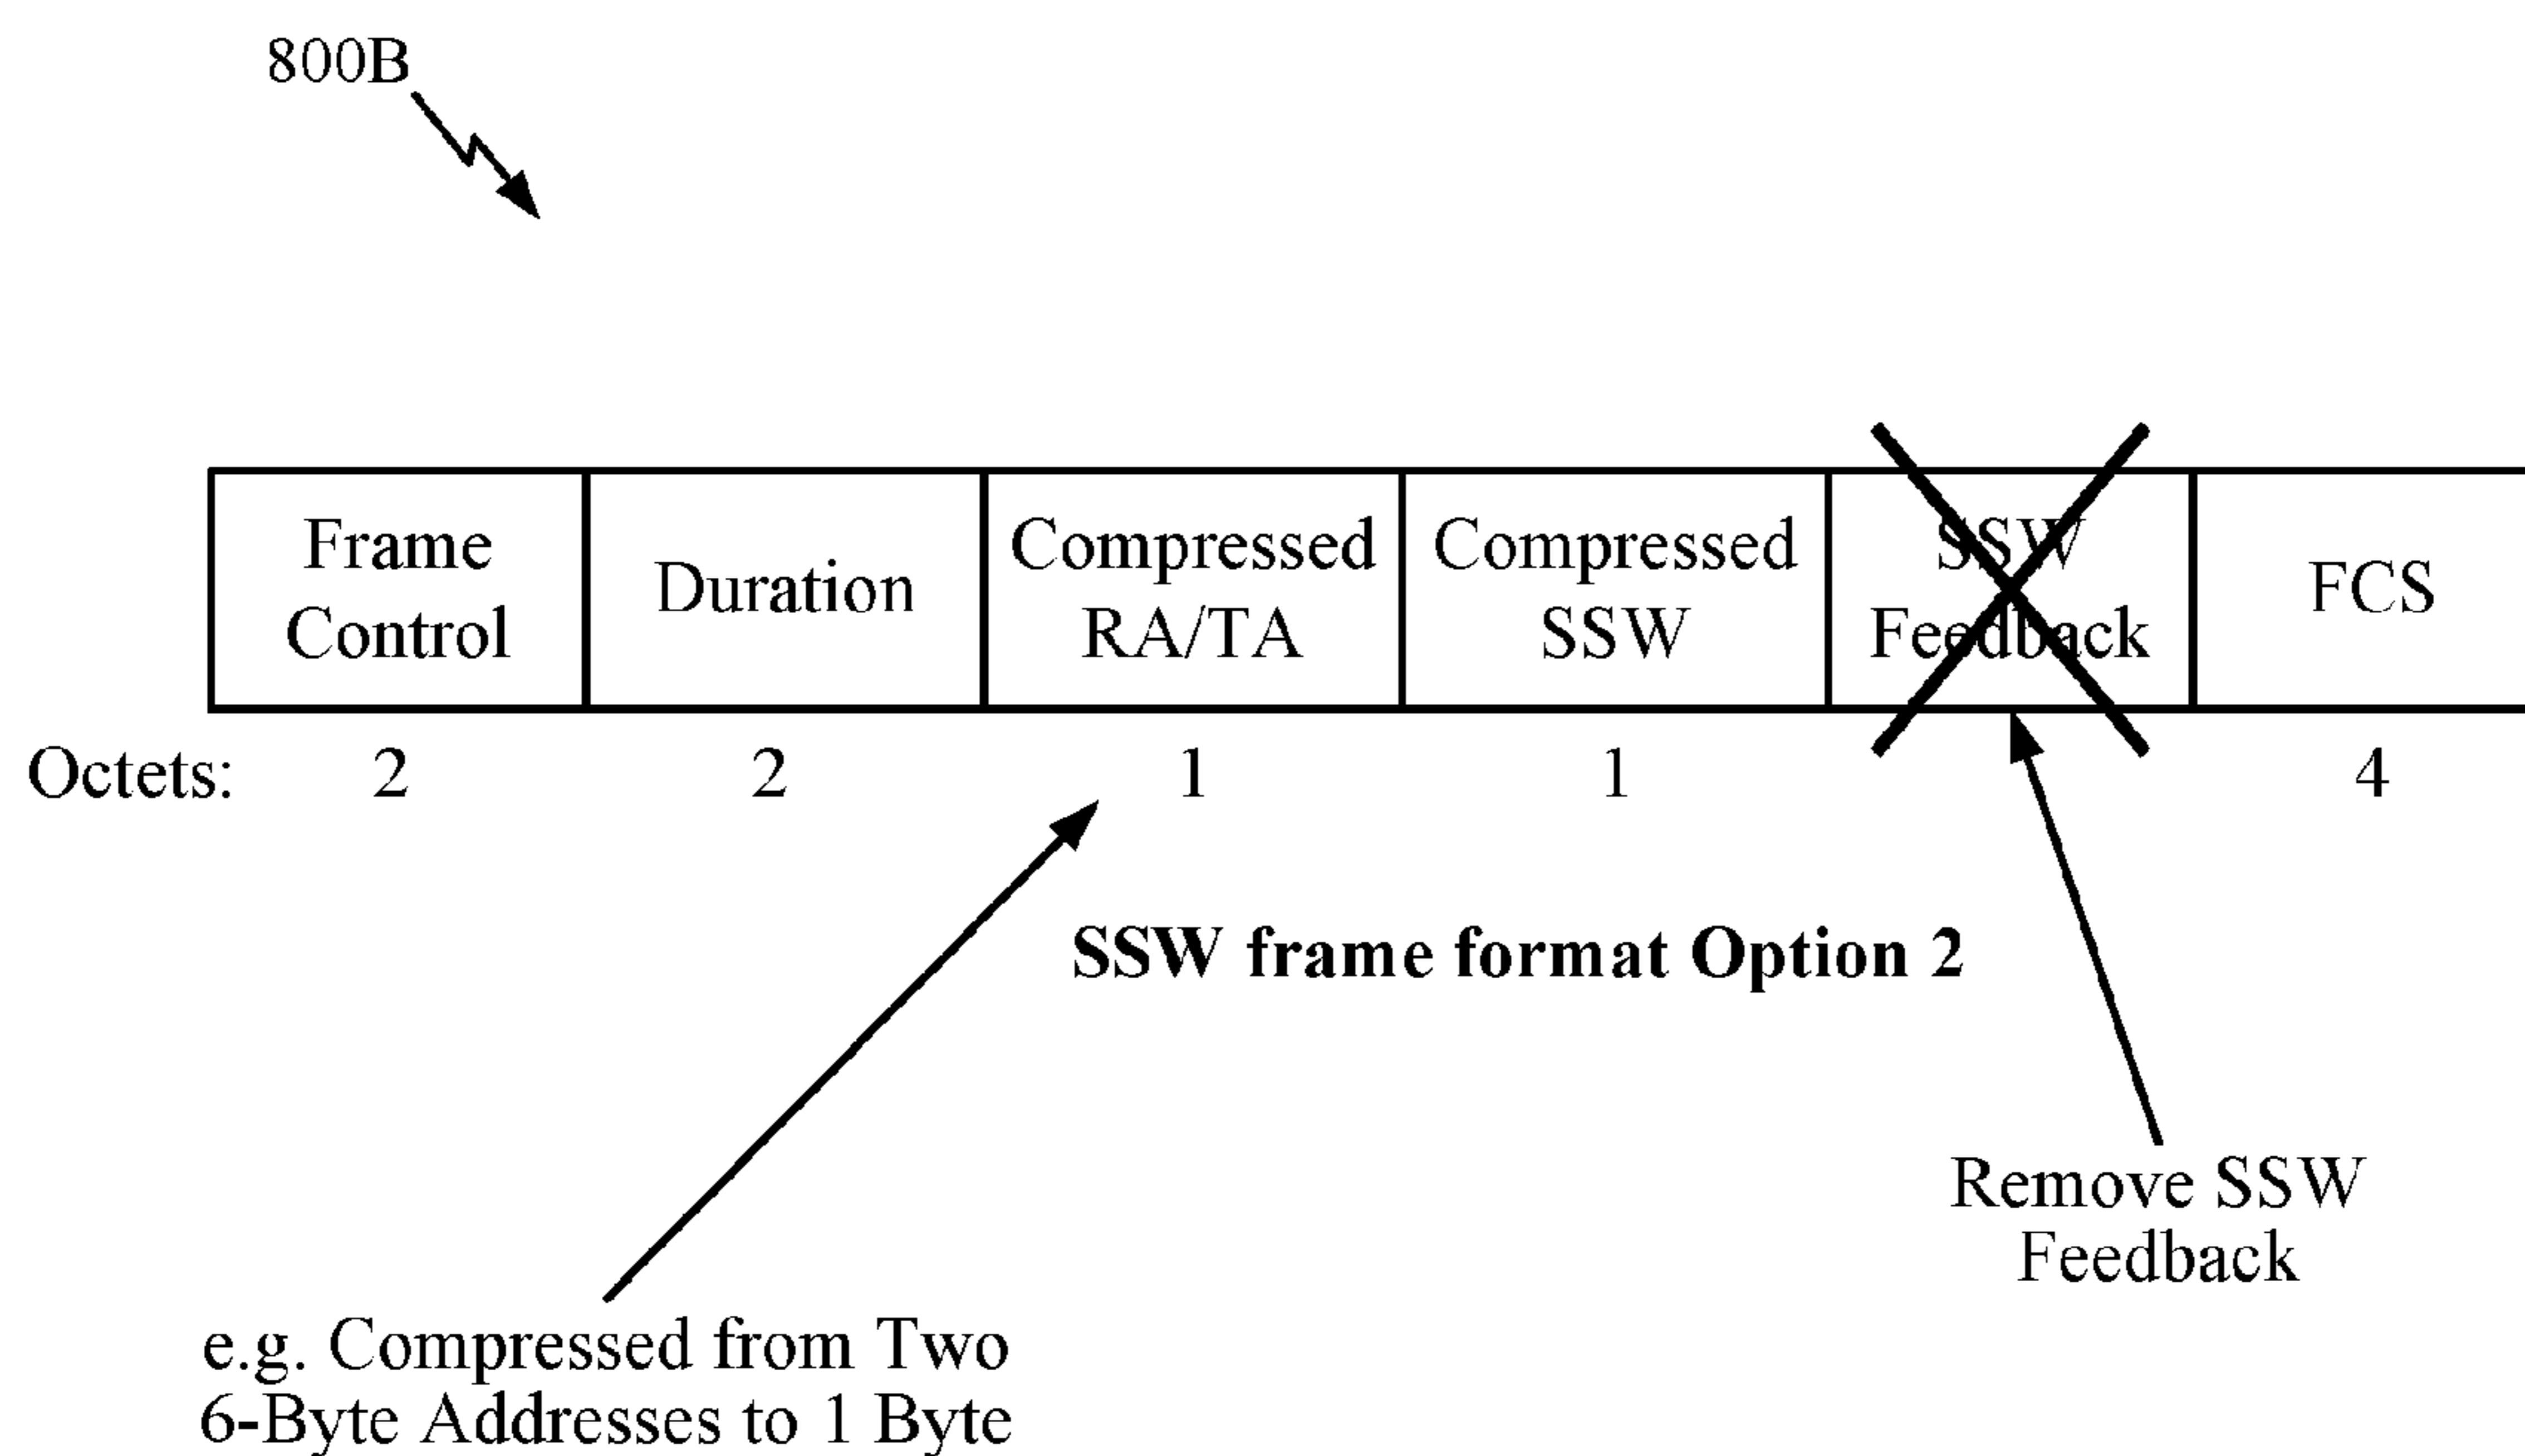 800B
Frame
Control
Duration
Compressed
RA/TA
Compressed
SSW
SSW
Feedback
FCS
Octets: 2 2 1 1 4
SSW frame format Option 2
Remove SSW
Feedback
e.g. Compressed from Two
6-Byte Addresses to 1 Byte